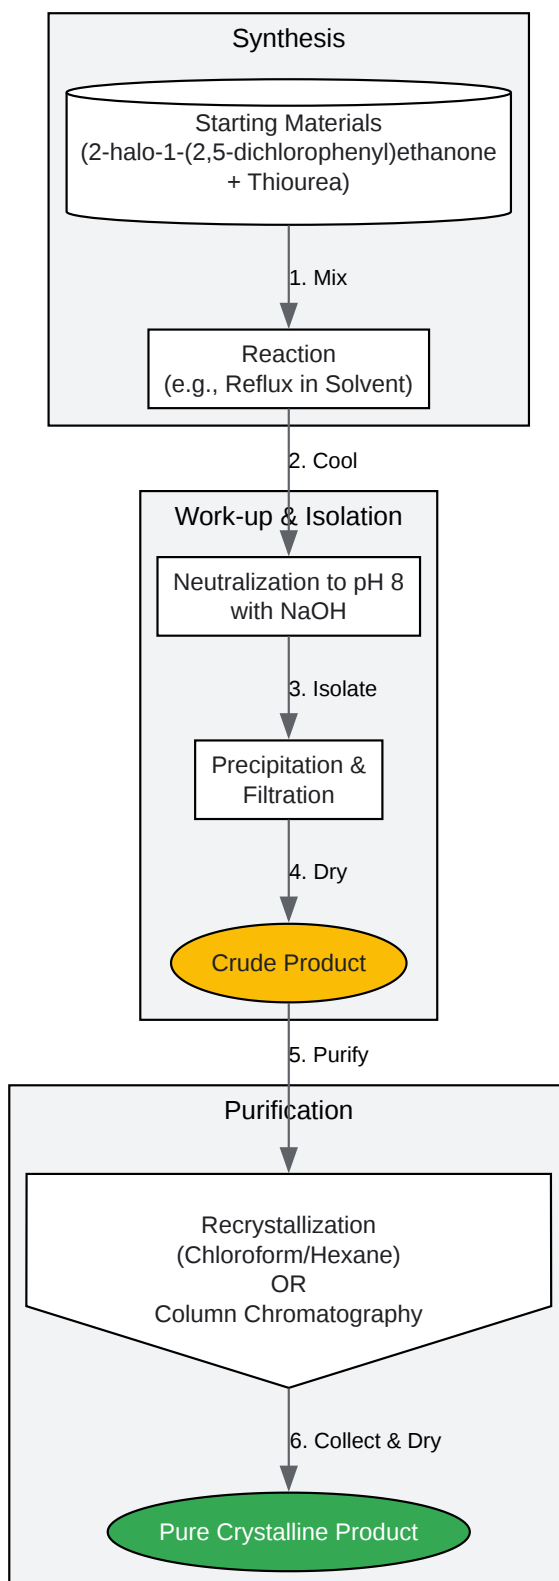 Synthesis
Starting Materials
(2-halo-1-(2,5-dichlorophenyl)ethanone
+ Thiourea)
1. Mix
Reaction
(e.g., Reflux in Solvent)
2. Cool
Work-up & Isolation
Neutralization to pH 8
with NaOH
3. Isolate
Precipitation &
Filtration
4. Dry
Crude Product
5. Purify
Purification
Recrystallization
(Chloroform/Hexane)
OR
Column Chromatography
6. Collect & Dry
Pure Crystalline Product